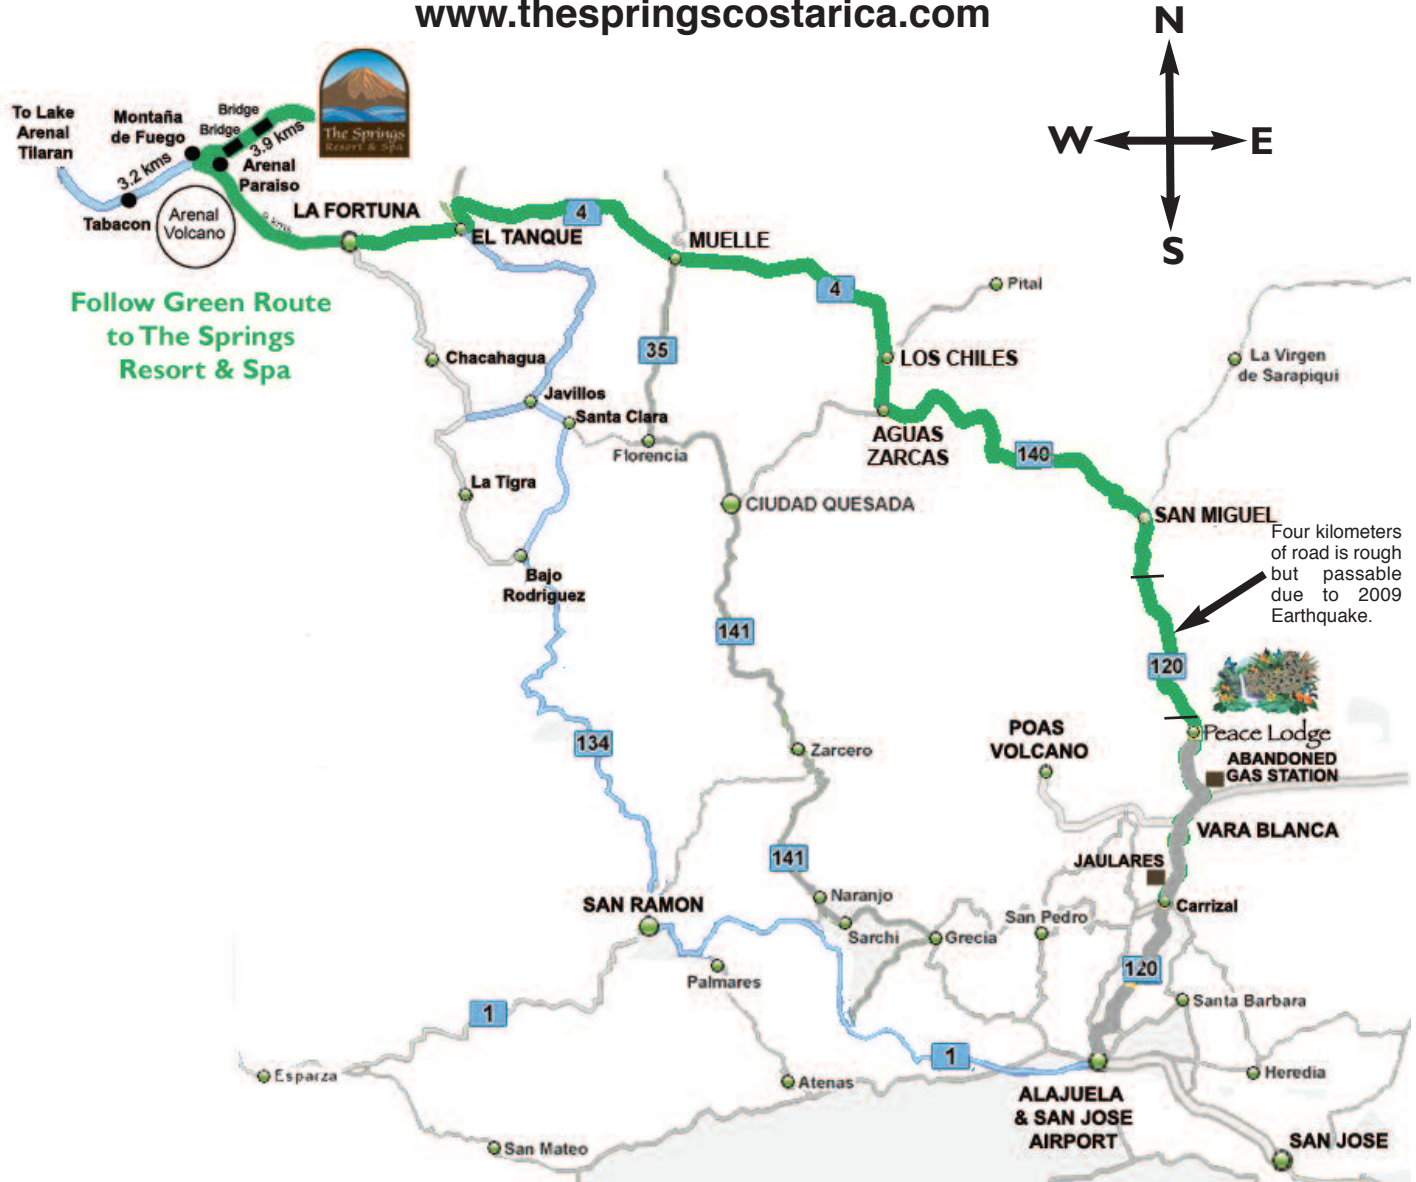 www.thespringscostarica.com
N
W
E
S
To Lake
Arenal
Tilaran
Montaña
de Fuego
Bridge
Bridge
3.9 kms
3.2 kms
The Springs
Resort & Spa
Arenal
Paraiso
Tabacon
Arenal
Volcano
9 kms
LA FORTUNA
EL TANQUE
4
MUELLE
4
Follow Green Route
to The Springs
Resort & Spa
Pital
35
LOS CHILES
Chacahagua
La Virgen
de Sarapiqui
Javillos
Santa Clara
Florencia
AGUAS
ZARCAS
140
La Tigra
CIUDAD QUESADA
SAN MIGUEL
Four kilometers
of road is rough
but passable
due to 2009
Earthquake.
Bajo
Rodriguez
141
120
134
Zarcero
POAS
VOLCANO
Peace Lodge
ABANDONED
GAS STATION
VARA BLANCA
141
JAULARES
SAN RAMON
Naranjo
Sarchi
Grecia
San Pedro
Carrizal
Palmares
120
Santa Barbara
1
1
Esparza
Atenas
Heredia
ALAJUELA
& SAN JOSE
AIRPORT
San Mateo
SAN JOSE